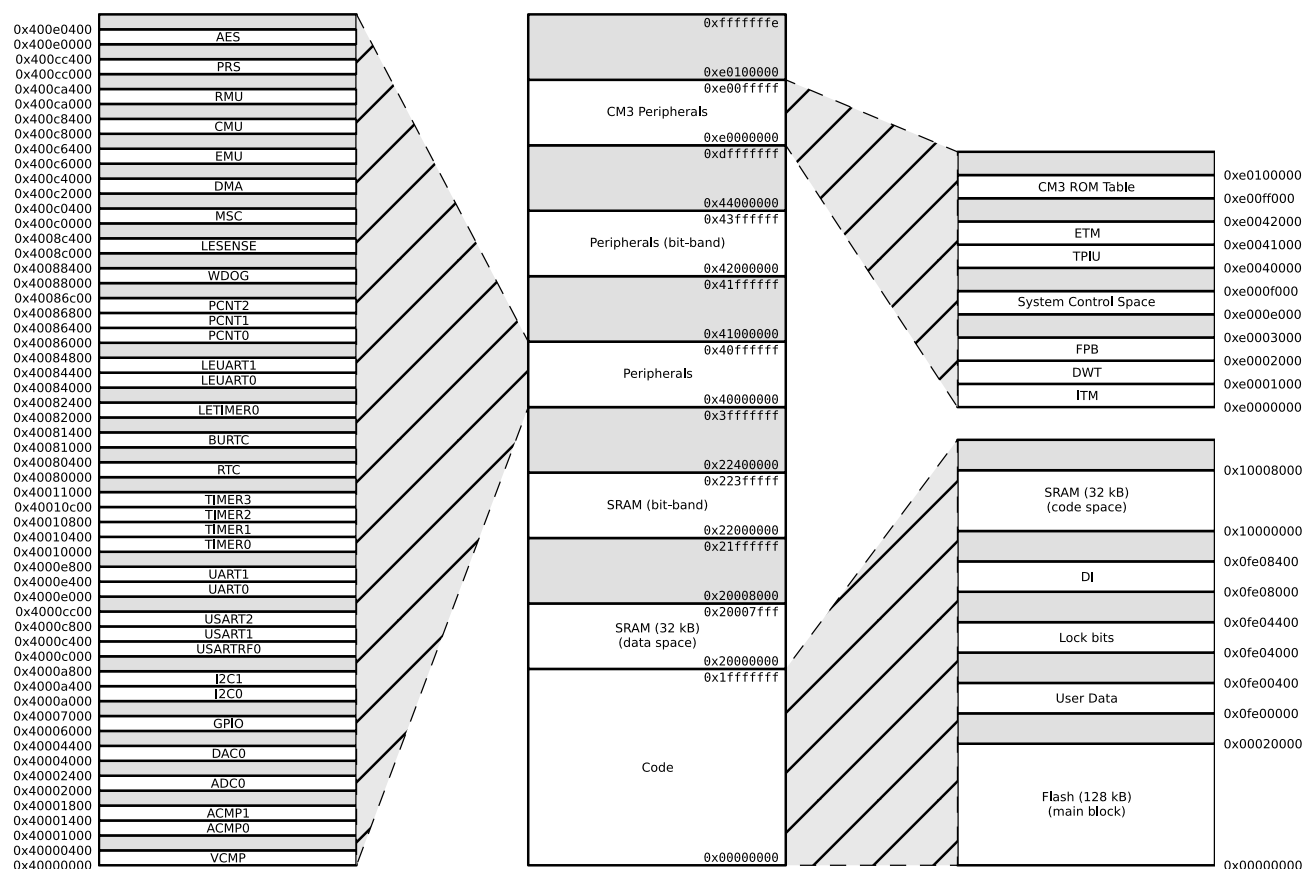 0x400e0400
AES
0x400e0000
0x400cc400
PRS
0x400cc000
0x400ca400
RMU
0x400ca000
0x400c8400
CMU
0x400c8000
0x400c6400
EMU
0x400c6000
0x400c4000
DMA
0x400c2000
0x400c0400
MSC
0x400c0000
0x4008c400
LESENSE
0x4008c000
0x40088400
WDOG
0x40088000
0x40086c00
PCNT2
0x40086800
PCNT1
0x40086400
PCNT0
0x40086000
0x40084800
LEUART1
0x40084400
LEUART0
0x40084000
0x40082400
LETIMER0
0x40082000
0x40081400
BURTC
0x40081000
0x40080400
RTC
0x40080000
0x40011000
TIMER3
0x40010c00
TIMER2
0x40010800
TIMER1
0x40010400
TIMER0
0x40010000
0x4000e800
UART1
0x4000e400
UART0
0x4000e000
0x4000cc00
USART2
0x4000c800
USART1
0x4000c400
USARTRF0
0x4000c000
0x4000a800
I2C1
0x4000a400
I2C0
0x4000a000
0x40007000
GPIO
0x40006000
0x40004400
DAC0
0x40004000
0x40002400
ADC0
0x40002000
0x40001800
ACMP1
0x40001400
ACMP0
0x40001000
0x40000400
VCMP
0x40000000
0xfffffffe
0xe0100000
0xe00fffff
CM3 Peripherals
0xe0000000
0xdfffffff
0x44000000
0x43ffffff
Peripherals (bit-band)
0x42000000
0x41ffffff
0x41000000
0x40ffffff
Peripherals
0x40000000
0x3fffffff
0x22400000
0x223fffff
SRAM (bit-band)
0x22000000
0x21ffffff
0x20008000
0x20007fff
SRAM (32 kB)
(data space)
0x20000000
0x1fffffff
Code
0x00000000
0xe0100000
CM3 ROM Table
0xe00ff000
0xe0042000
ETM
0xe0041000
TPIU
0xe0040000
0xe000f000
System Control Space
0xe000e000
0xe0003000
FPB
0xe0002000
DWT
0xe0001000
ITM
0xe0000000
0x10008000
SRAM (32 kB)
(code space)
0x10000000
0x0fe08400
DI
0x0fe08000
0x0fe04400
Lock bits
0x0fe04000
0x0fe00400
User Data
0x0fe00000
0x00020000
Flash (128 kB)
(main block)
0x00000000